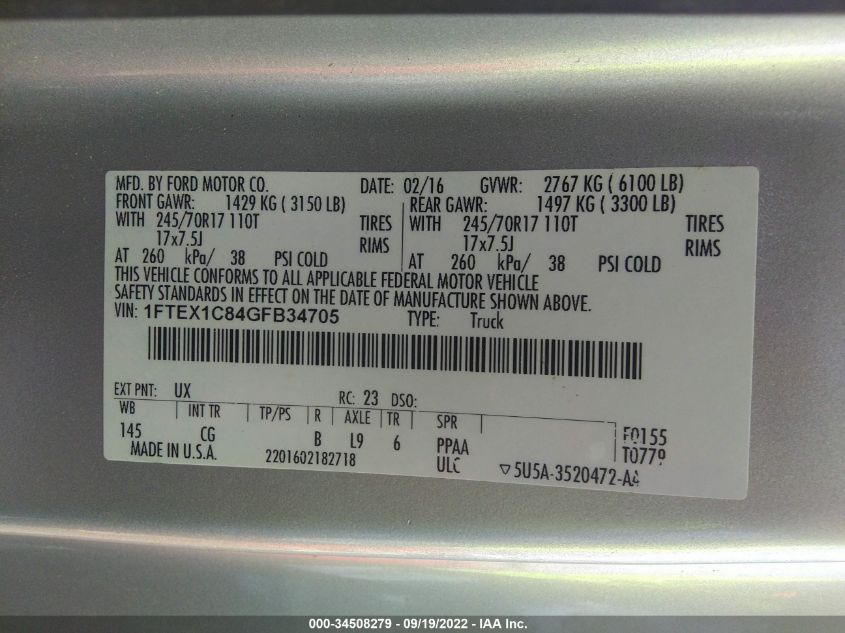 MFD. BY FORD MOTOR CO. DATE: 02/16 GVWR: 2767 KG ( 6100 LB)
FRONT GAWR: 1429 KG ( 3150 LB) REAR GAWR: 1497 KG ( 3300 LB)
WITH 245/70R17 110T TIRES WITH 245/70R17 110T TIRES
17x7.5J RIMS 17x7.5J RIMS
AT 260 kPa/ 38 PSI COLD AT 260 kPa/ 38 PSI COLD
THIS VEHICLE CONFORMS TO ALL APPLICABLE FEDERAL MOTOR VEHICLE
SAFETY STANDARDS IN EFFECT ON THE DATE OF MANUFACTURE SHOWN ABOVE.
VIN: 1FTEX1C84GFB34705 TYPE: Truck
EXT PNT: UX RC: 23 DSO:
WB INT TR TP/PS R AXLE TR SPR
145 CG B L9 6 PPAA F0155
MADE IN U.S.A. 2201602182718 ULC T0779
▽5U5A-3520472-AA
000-34508279 - 09/19/2022 - IAA Inc.